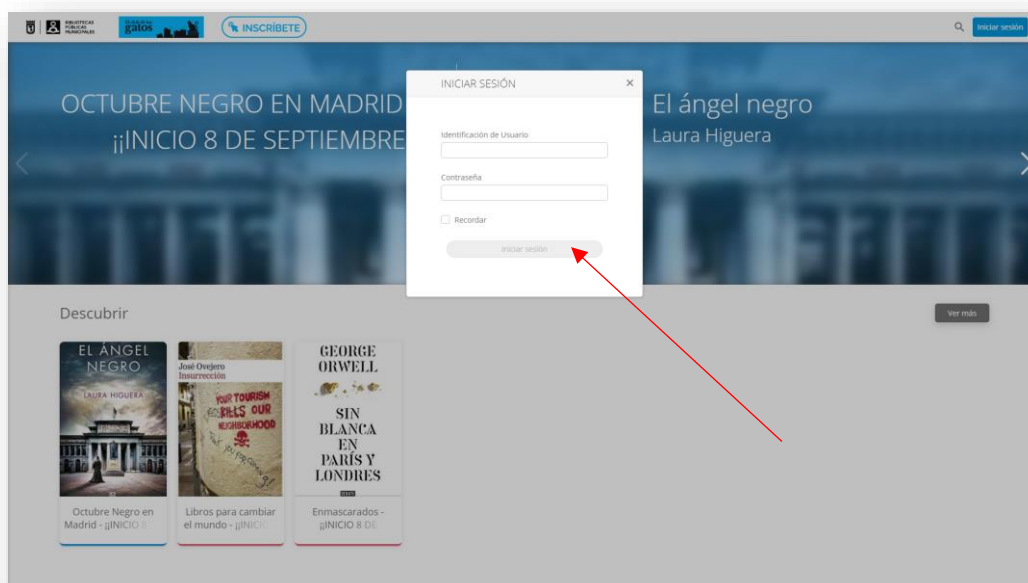 BIBLIOTECAS
PÚBLICAS
MUNICIPALES
gatos
INSCRÍBETE
Iniciar sesión
OCTUBRE NEGRO EN MADRID
¡¡INICIO 8 DE SEPTIEMBRE
El ángel negro
Laura Higuera
INICIAR SESIÓN
Identificación de Usuario
Contraseña
Recordar
Iniciar sesión
Descubrir
Ver más
EL ÁNGEL
NEGRO
LAURA HIGUERA
José Ovejero
Insurrección
YOUR TOURISM
KILLS OUR
NEIGHBORHOOD
GEORGE
ORWELL
SIN
BLANCA
EN
PARÍS Y
LONDRES
Octubre Negro en
Madrid - ¡¡INICIO 8
Libros para cambiar
el mundo - ¡¡INICIO
Enmascarados -
¡¡INICIO 8 DE